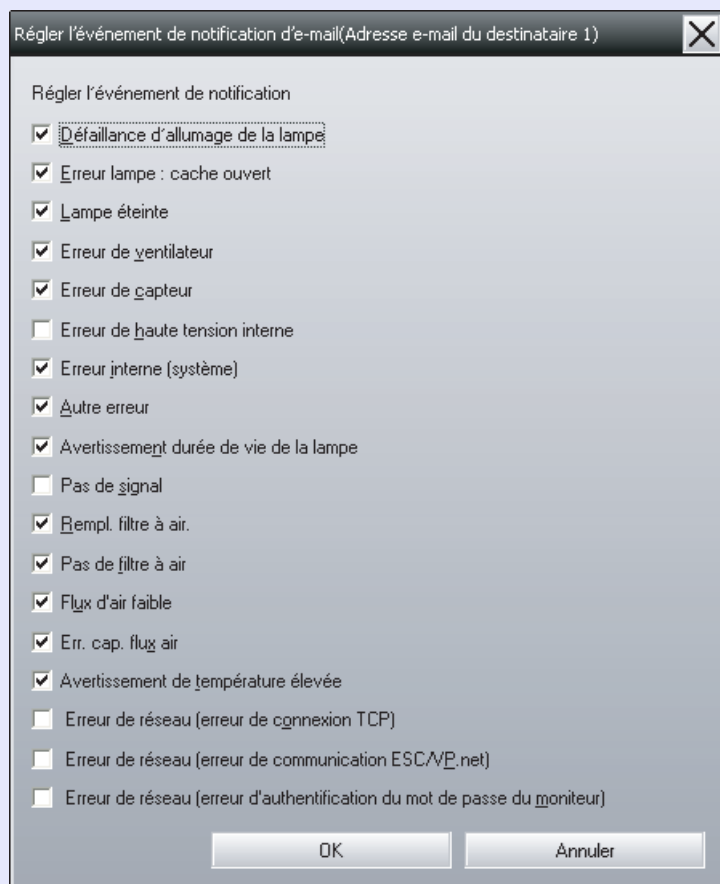 Régler l'événement de notification d'e-mail(Adresse e-mail du destinataire 1)
Régler l'événement de notification
Défaillance d'allumage de la lampe
Erreur lampe : cache ouvert
Lampe éteinte
Erreur de ventilateur
Erreur de capteur
Erreur de haute tension interne
Erreur interne (système)
Autre erreur
Avertissement durée de vie de la lampe
Pas de signal
Rempl. filtre à air.
Pas de filtre à air
Flux d'air faible
Err. cap. flux air
Avertissement de température élevée
Erreur de réseau (erreur de connexion TCP)
Erreur de réseau (erreur de communication ESC/VP.net)
Erreur de réseau (erreur d'authentification du mot de passe du moniteur)
OK Annuler